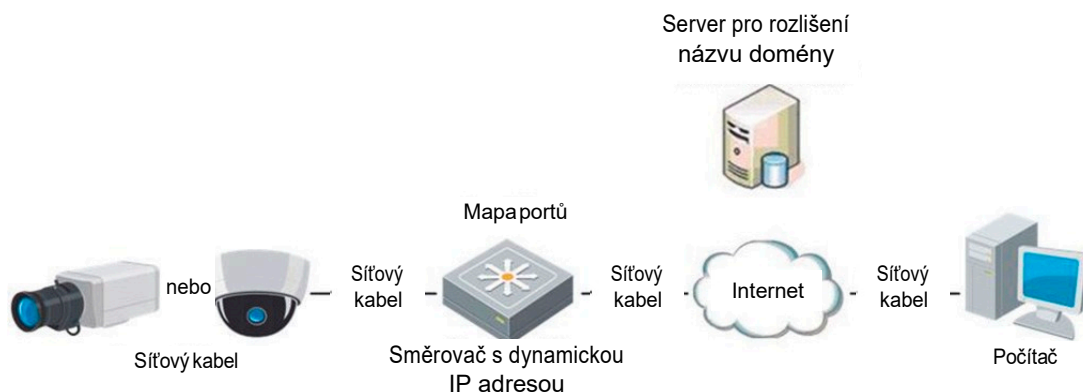 Server pro rozlišení
názvu domény
Mapa portů
nebo
Síťový
kabel
Síťový
kabel
Internet
Síťový
kabel
Síťový kabel
Směrovač s dynamickou
IP adresou
Počítač